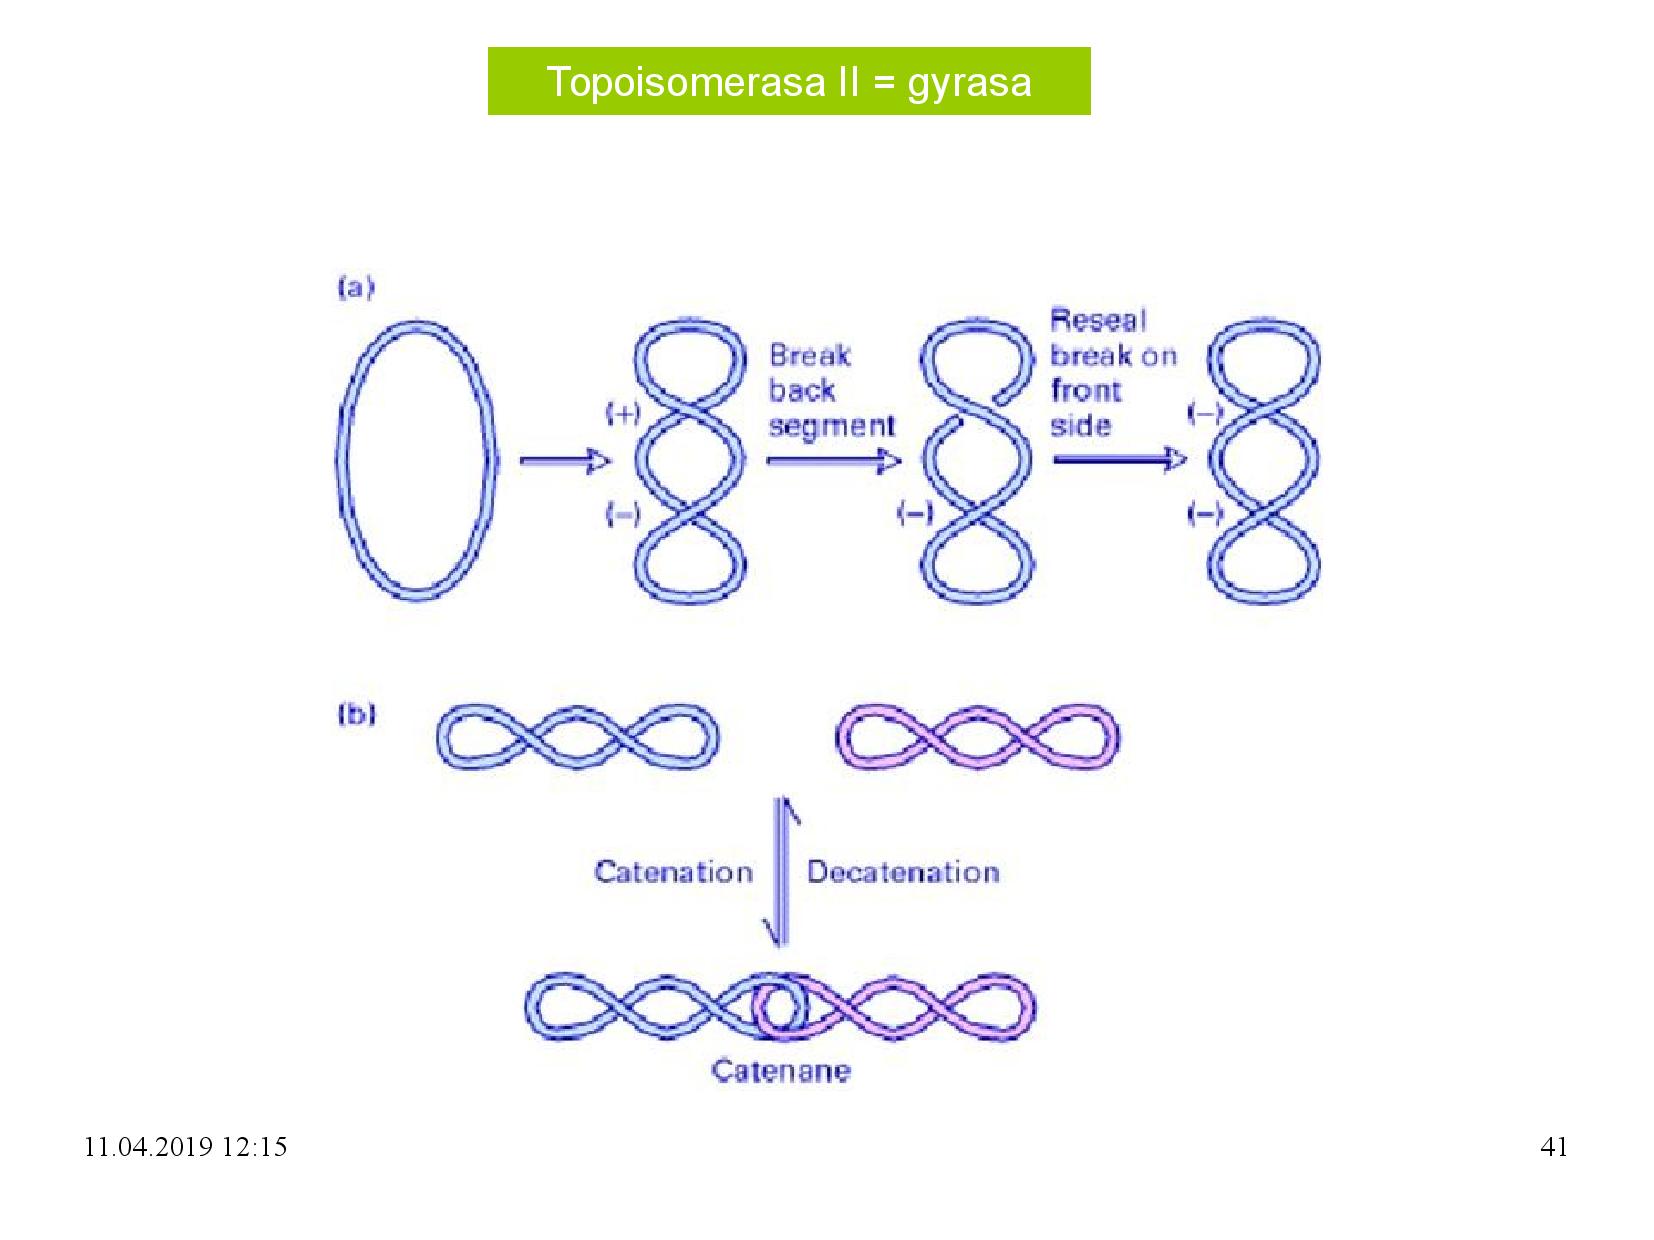 Topoisomerasa II = gyrasa
(a)
(+)
(–)
Break
back
segment
(–)
Reseal
break on
front
side
(–)
(–)
(b)
Catenation
Decatenation
Catenane
11.04.2019 12:15
41